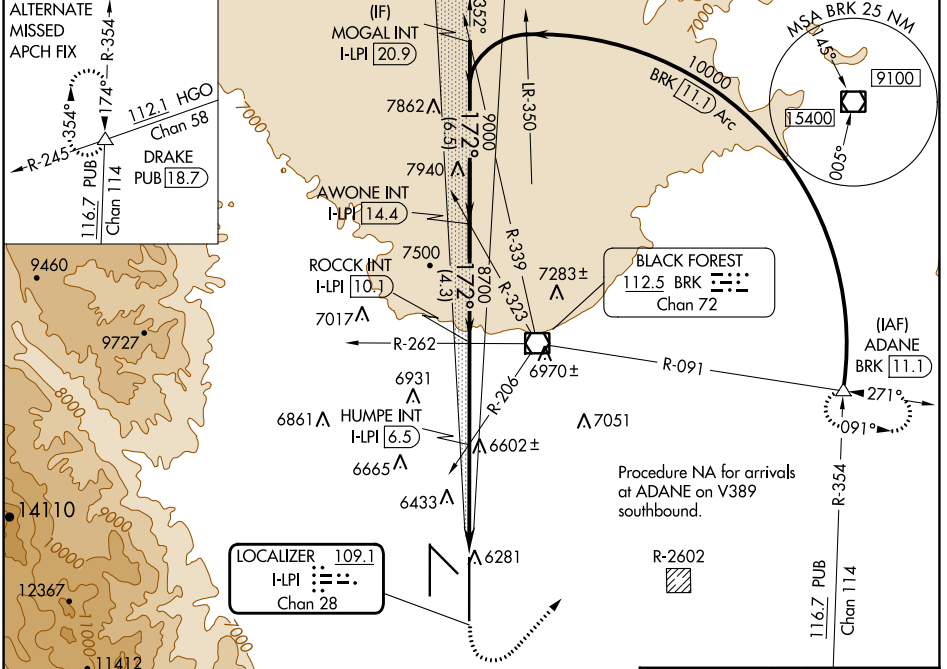 ALTERNATE
MISSED
APCH FIX
R-354
174°
354°
112.1 HGO
Chan 58
R-245
DRAKE
PUB 18.7
116.7 PUB
Chan 114
(IF)
MOGAL INT
I-LPI 20.9
352°
LR-350
10000
BRK 11.1 Arc
MSA BRK 25 NM
145°
9100
15400
005°
7000
7000
7862
172°
(6.5)
9000
7940
AWONE INT
I-LPI 14.4
R-339
R-323
9460
7500
172°
(4.3)
8700
7283±
ROCCK INT
I-LPI 10.1
BLACK FOREST
112.5 BRK
Chan 72
7017
9727
R-262
6970±
R-091
(IAF)
ADANE
BRK 11.1
271°
091°
8000
6931
R-206
6861
HUMPE INT
I-LPI 6.5
7051
6602±
6665
Procedure NA for arrivals
at ADANE on V389
southbound.
R-354
6433
14110
9000
10000
LOCALIZER 109.1
I-LPI
Chan 28
6281
R-2602
12367
11000
116.7 PUB
Chan 114
7000
11412